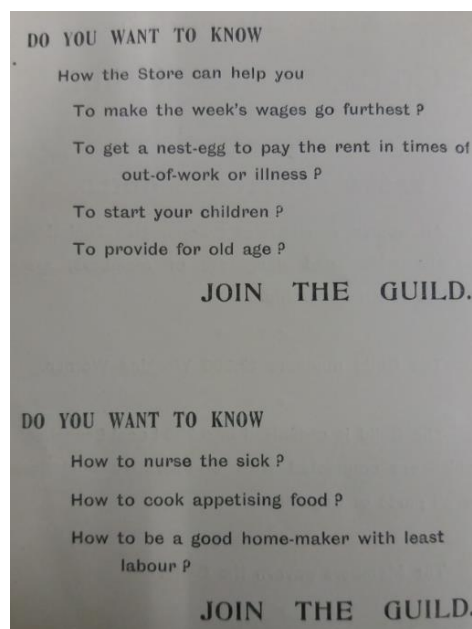 DO YOU WANT TO KNOW
How the Store can help you
To make the week's wages go furthest ?
To get a nest-egg to pay the rent in times of
out-of-work or illness ?
To start your children ?
To provide for old age ?
JOIN THE GUILD.
DO YOU WANT TO KNOW
How to nurse the sick ?
How to cook appetising food ?
How to be a good home-maker with least
labour ?
JOIN THE GUILD.